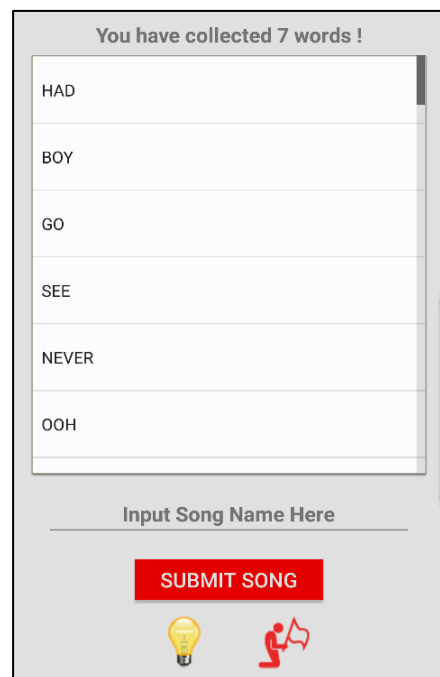 You have collected 7 words !
HAD
BOY
GO
SEE
NEVER
OOH
Input Song Name Here
SUBMIT SONG